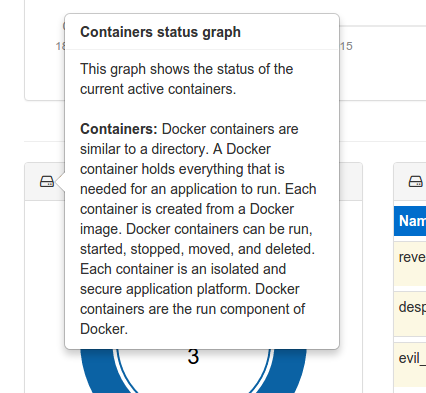 Containers status graph
18
15
This graph shows the status of the
current active containers.
Containers: Docker containers are
similar to a directory. A Docker
container holds everything that is
needed for an application to run. Each
container is created from a Docker
image. Docker containers can be run,
started, stopped, moved, and deleted.
Each container is an isolated and
secure application platform. Docker
containers are the run component of
Docker.
3
Nam
reve
desp
evil_